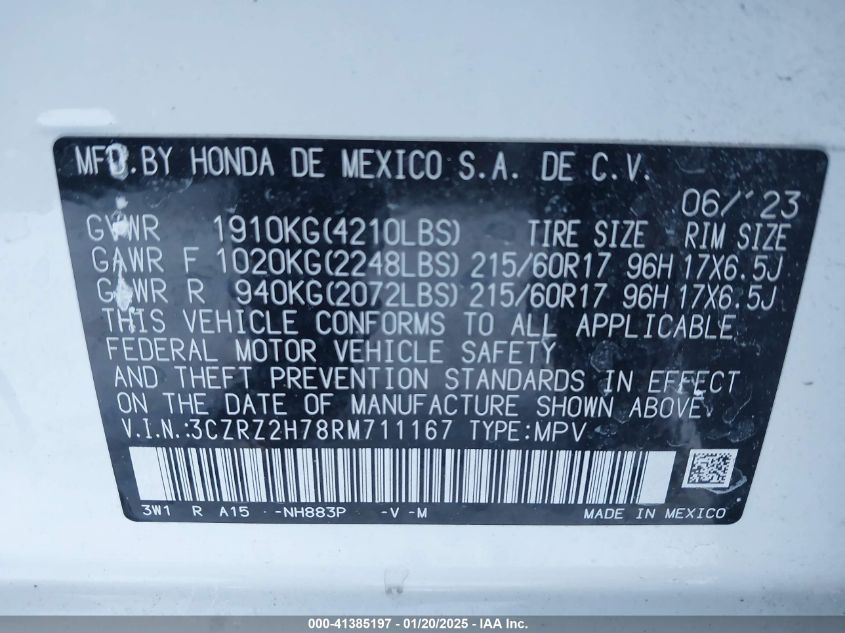 MFD.BY HONDA DE MEXICO S.A. DE C.V.
06/'23
GVWR 1910KG(4210LBS) TIRE SIZE RIM SIZE
GAWR F 1020KG(2248LBS) 215/60R17 96H 17X6.5J
GAWR R 940KG(2072LBS) 215/60R17 96H 17X6.5J
THIS VEHICLE CONFORMS TO ALL APPLICABLE
FEDERAL MOTOR VEHICLE SAFETY
AND THEFT PREVENTION STANDARDS IN EFFECT
ON THE DATE OF MANUFACTURE SHOWN ABOVE.
V.I.N.:3CZRZ2H78RM711167 TYPE:MPV
3W1 R A15 -NH883P -V -M MADE IN MEXICO
000-41385197 - 01/20/2025 - IAA Inc.